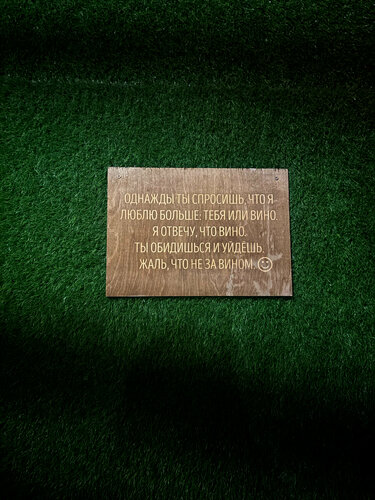 ОДНАЖДЫ ТЫ СПРОСИШЬ, ЧТО Я
ЛЮБЛЮ БОЛЬШЕ: ТЕБЯ ИЛИ ВИНО.
Я ОТВЕЧУ, ЧТО ВИНО.
ТЫ ОБИДИШЬСЯ И УЙДЁШЬ.
ЖАЛЬ, ЧТО НЕ ЗА ВИНОМ. ☺